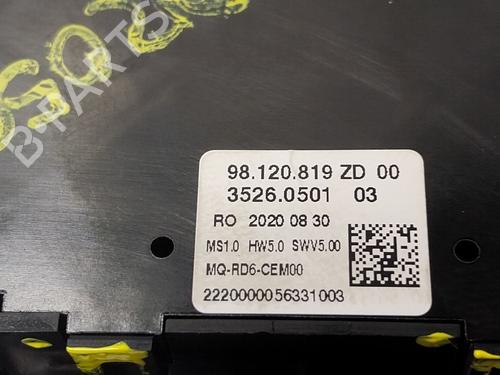 B-PARTS
98.120.819 ZD 00
3526.0501 03
RO 2020 08 30
MS1.0 HW5.0 SWV5.00
MQ-RD6-CEM00
2220000056331003